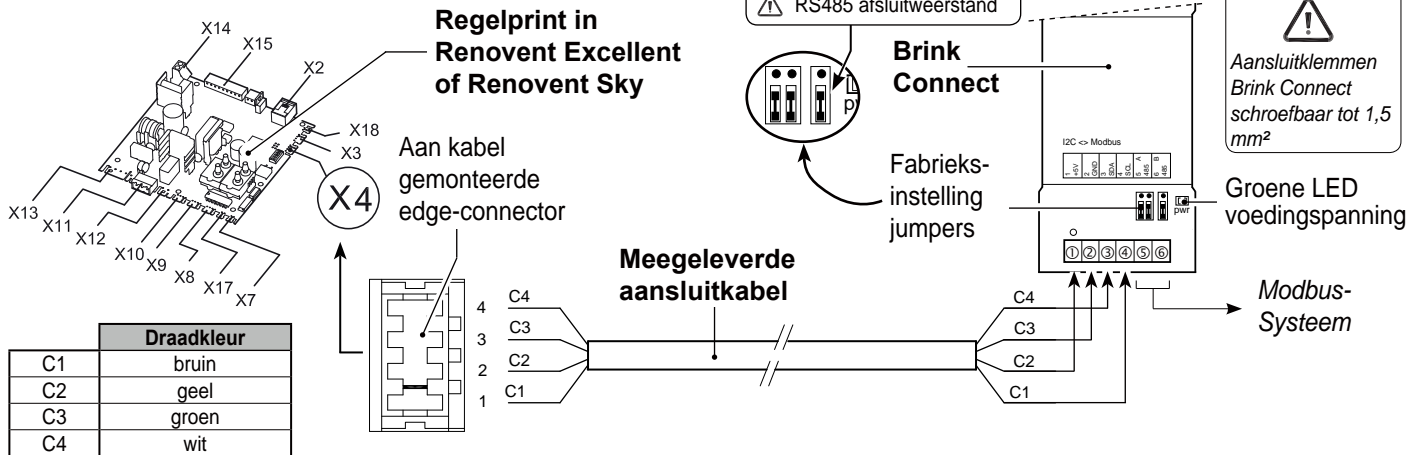 Regelprint in
Renovent Excellent
of Renovent Sky
X14
X15
X2
X18
X3
X4
X13
X11
X12
X10
X9
X8
X17
X7
Aan kabel
gemonteerde
edge-connector
RS485 afsluitweerstand
Brink
Connect
pw
Aansluitklemmen
Brink Connect
schroefbaar tot 1,5
mm²
I2C <> Modbus
1 +5V
2 GND
3 SDA
4 SCL
5 485 A
6 485 B
pwr
Fabrieks-
instelling
jumpers
Groene LED
voedingspanning
① ② ③ ④ ⑤ ⑥
Modbus-
Systeem
Meegeleverde
aansluitkabel
4 C4
3 C3
2 C2
1 C1
C4
C3
C2
C1
Draadkleur
C1 bruin
C2 geel
C3 groen
C4 wit